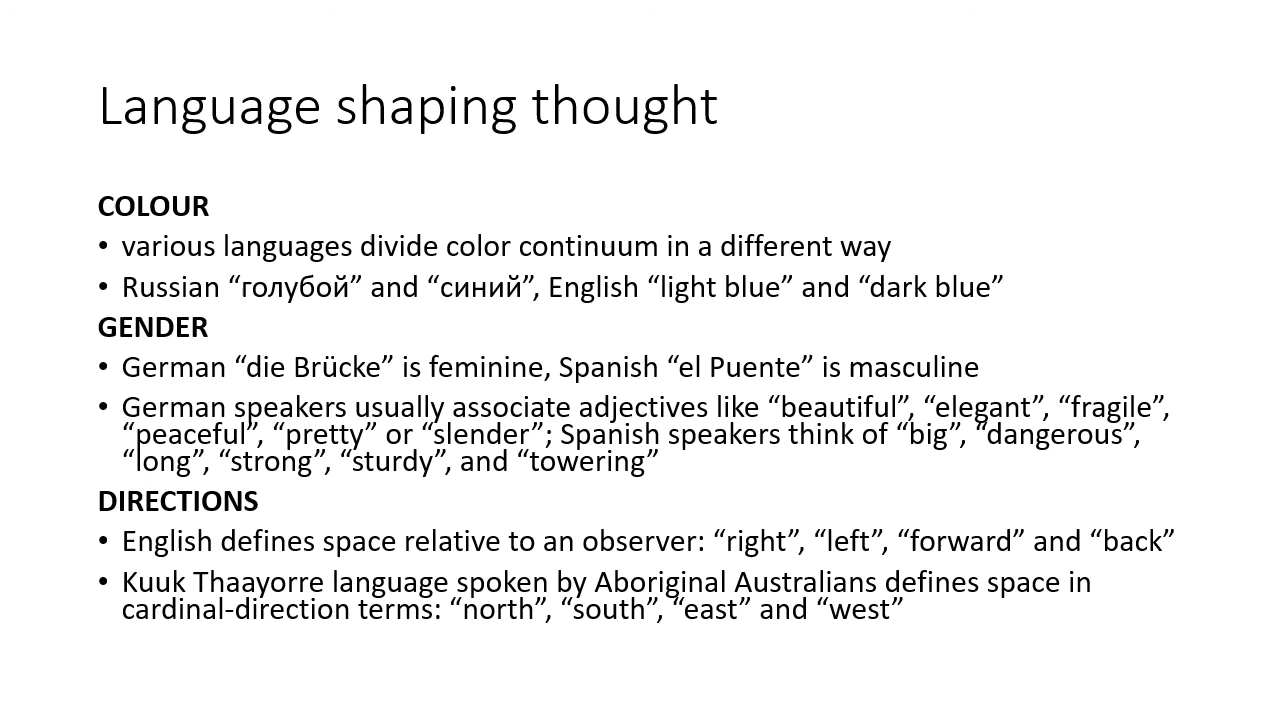 Language shaping thought
COLOUR
• various languages divide color continuum in a different way
• Russian “голубой” and “синий”, English “light blue” and “dark blue”
GENDER
• German “die Brücke” is feminine, Spanish “el Puente” is masculine
• German speakers usually associate adjectives like “beautiful”, “elegant”, “fragile”,
“peaceful”, “pretty” or “slender”; Spanish speakers think of “big”, “dangerous”,
“long”, “strong”, “sturdy”, and “towering”
DIRECTIONS
• English defines space relative to an observer: “right”, “left”, “forward” and “back”
• Kuuk Thaayorre language spoken by Aboriginal Australians defines space in
cardinal-direction terms: “north”, “south”, “east” and “west”